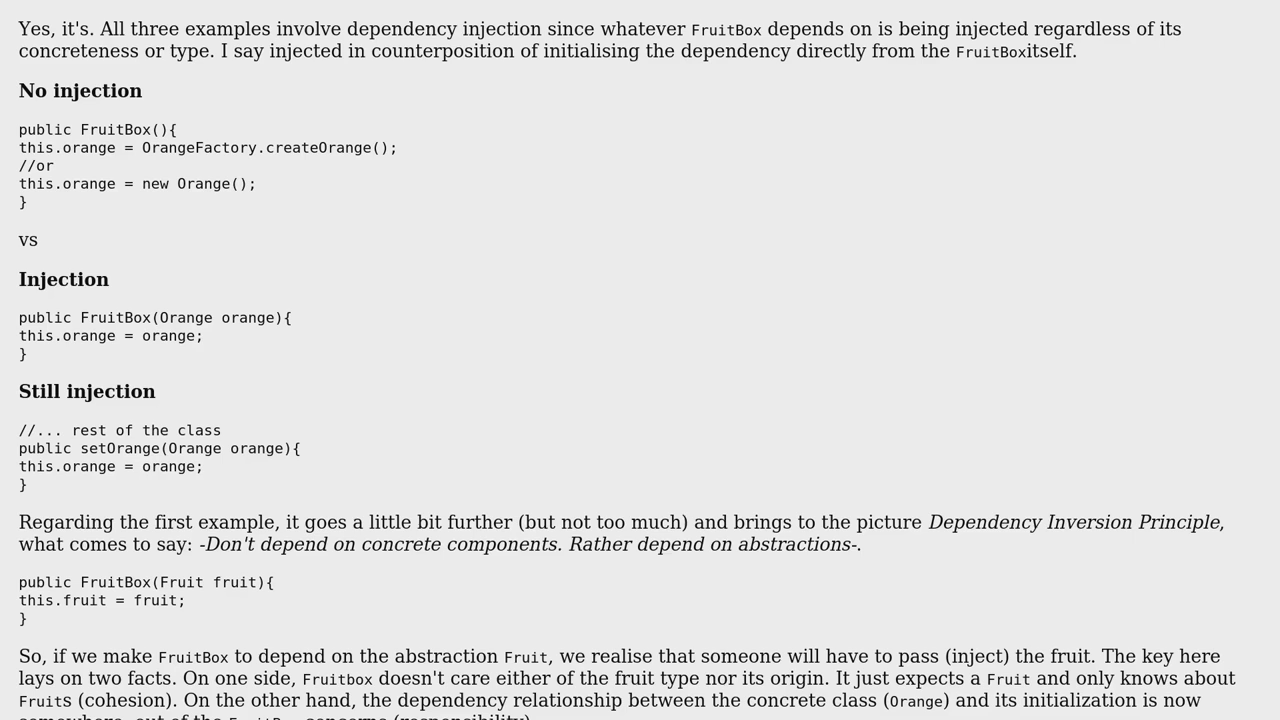 Yes, it's. All three examples involve dependency injection since whatever FruitBox depends on is being injected regardless of its
concreteness or type. I say injected in counterposition of initialising the dependency directly from the FruitBoxitself.
No injection
public FruitBox(){
this.orange = OrangeFactory.createOrange();
//or
this.orange = new Orange();
}
vs
Injection
public FruitBox(Orange orange){
this.orange = orange;
}
Still injection
//... rest of the class
public setOrange(Orange orange){
this.orange = orange;
}
Regarding the first example, it goes a little bit further (but not too much) and brings to the picture Dependency Inversion Principle,
what comes to say: -Don't depend on concrete components. Rather depend on abstractions-.
public FruitBox(Fruit fruit){
this.fruit = fruit;
}
So, if we make FruitBox to depend on the abstraction Fruit, we realise that someone will have to pass (inject) the fruit. The key here
lays on two facts. On one side, Fruitbox doesn't care either of the fruit type nor its origin. It just expects a Fruit and only knows about
Fruits (cohesion). On the other hand, the dependency relationship between the concrete class (Orange) and its initialization is now
somewhere, out of the FruitBox concerns (responsibility).